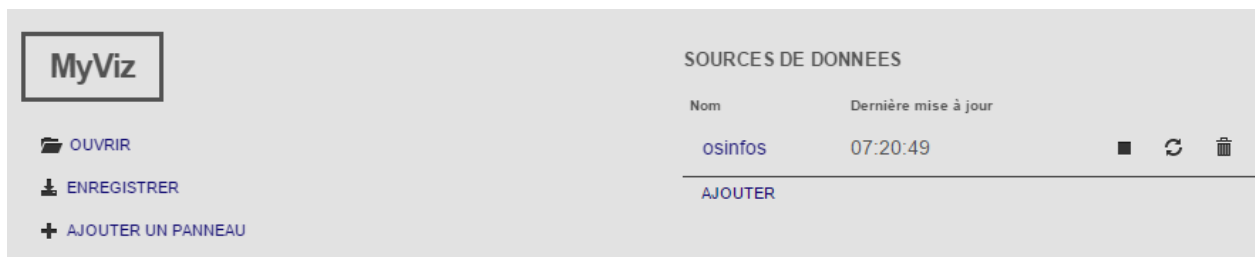 MyViz
OUVRIR
ENREGISTRER
AJOUTER UN PANNEAU
SOURCES DE DONNEES
Nom Dernière mise à jour
osinfos 07:20:49
AJOUTER